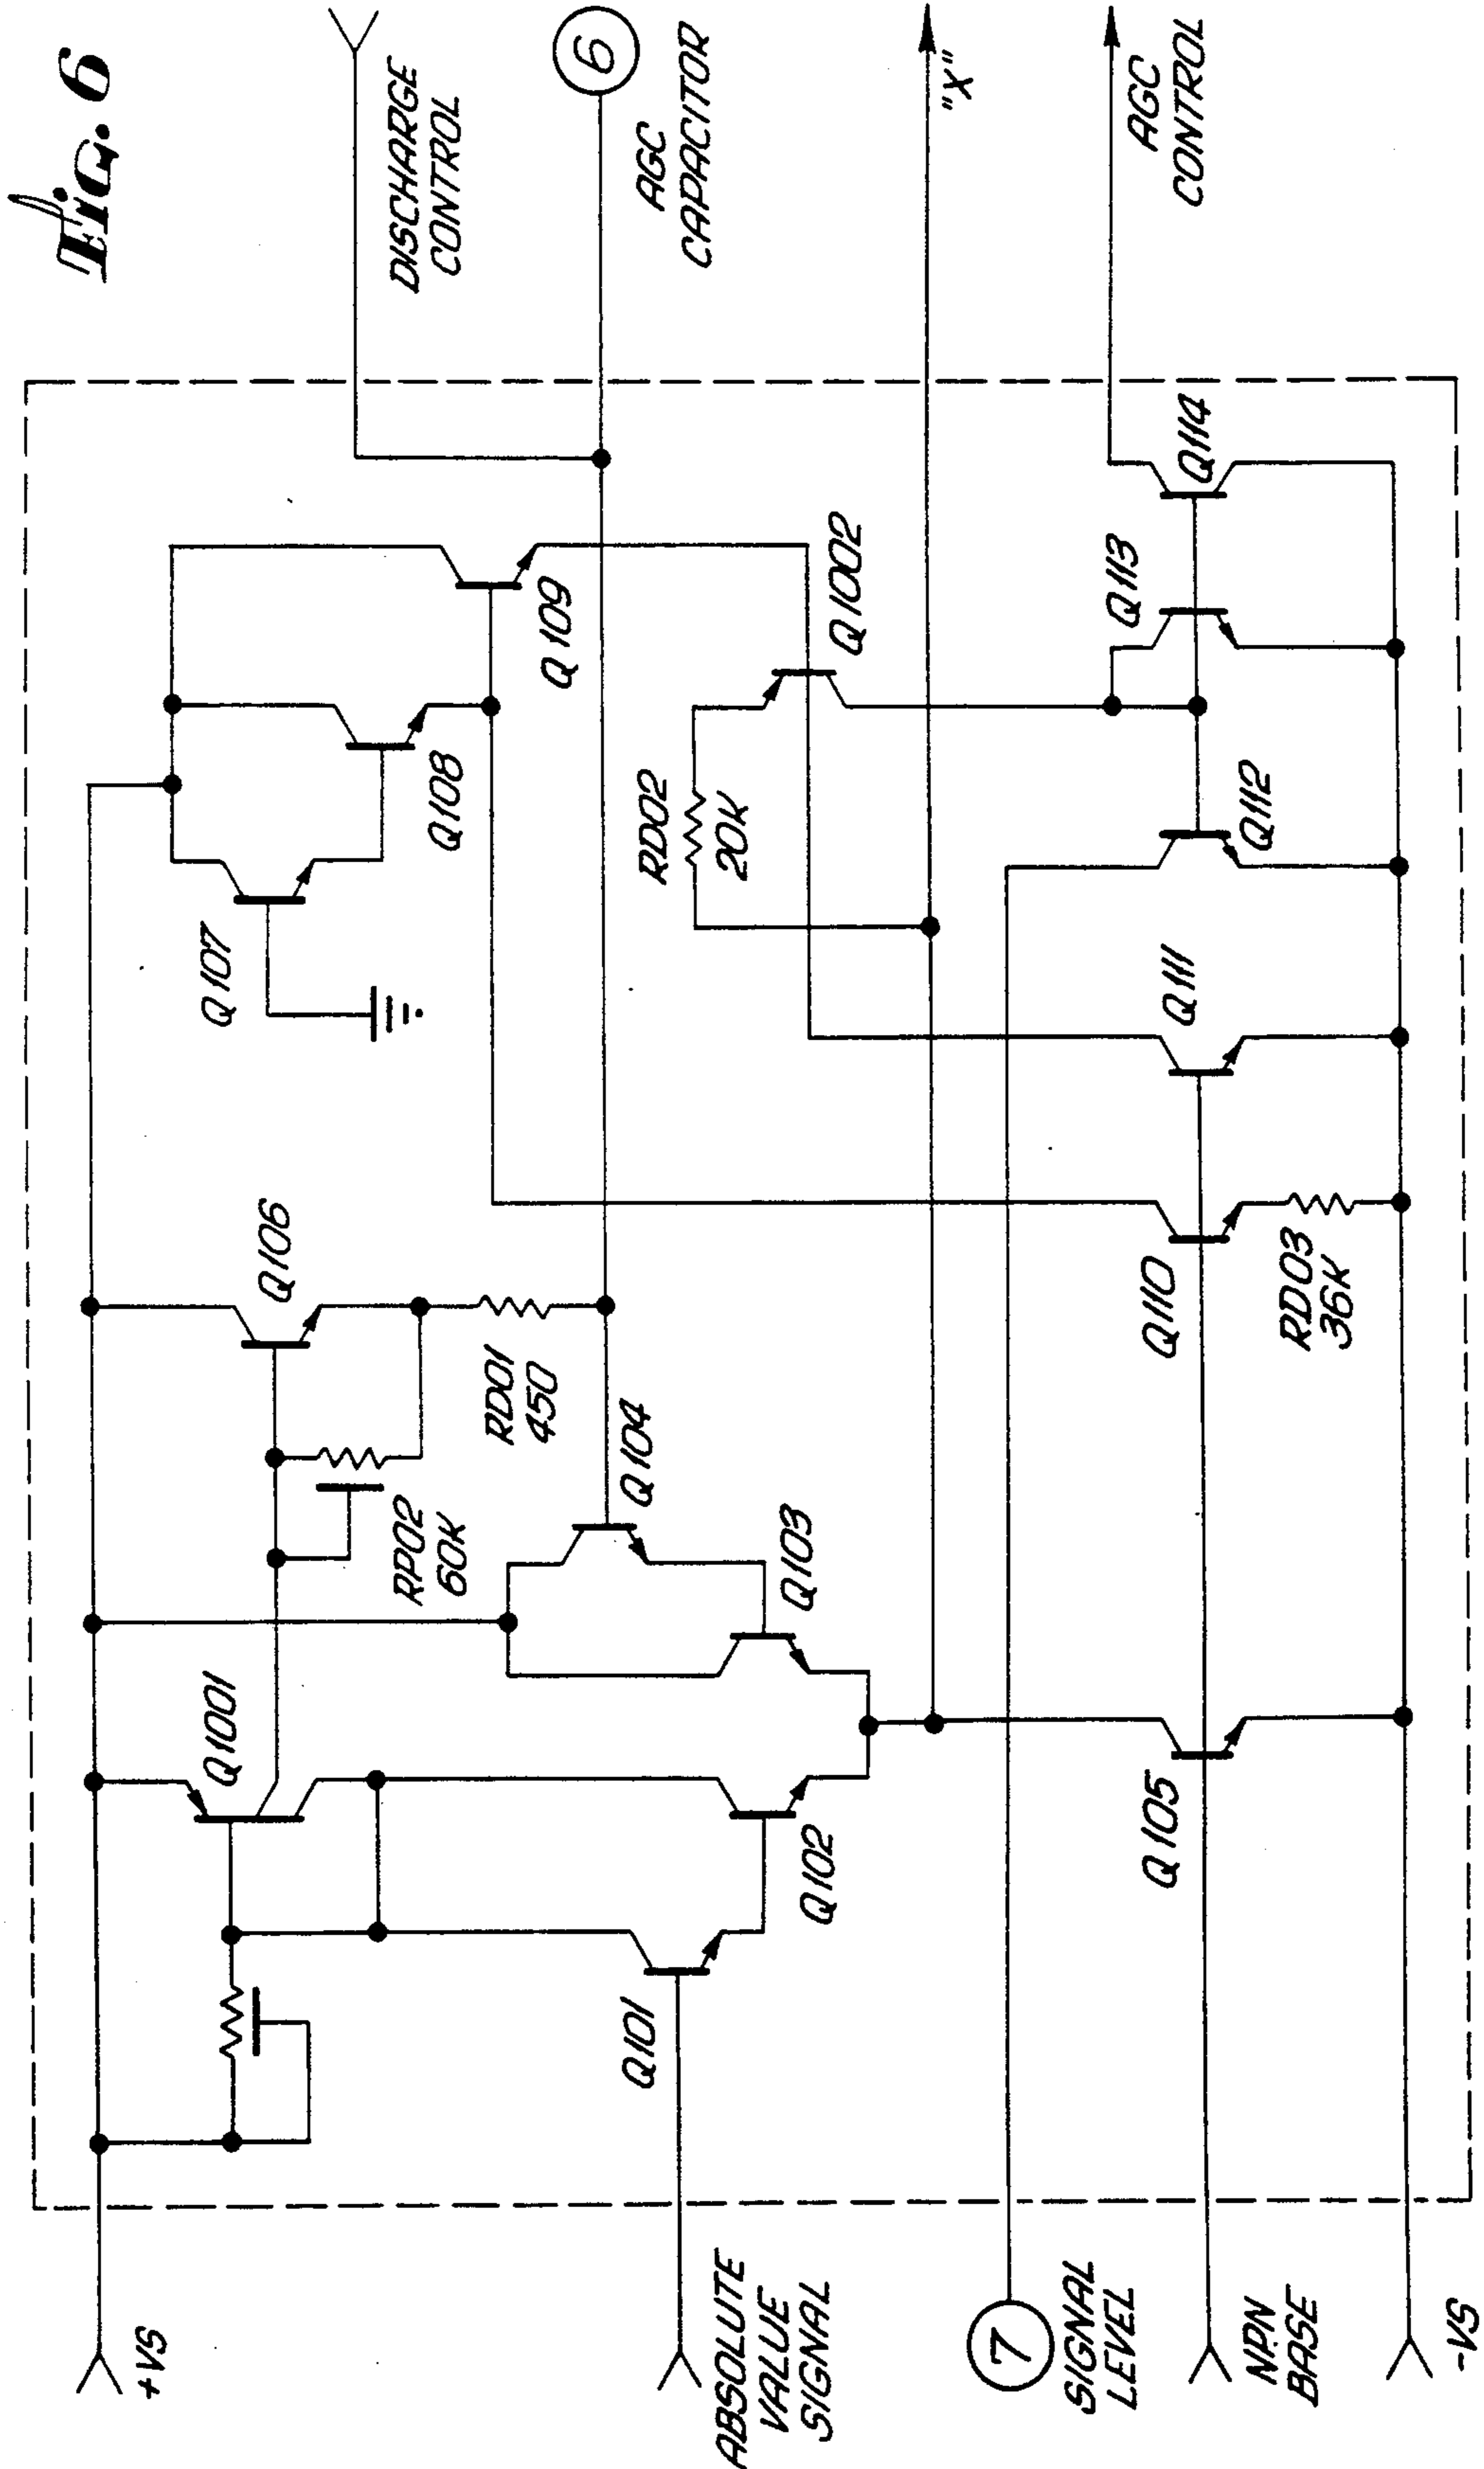 Fig. 6
+VS
Q1001
Q106
Q107
Q108
Q109
RP02
60K
RD01
450
Q101
Q102
Q103
Q104
DISCHARGE
CONTROL
6
AGC
CAPACITOR
RD02
20K
Q1002
"X"
ABSOLUTE
VALUE
SIGNAL
7
SIGNAL
LEVEL
Q105
Q110
RD03
36K
Q111
Q112
Q113
Q114
AGC
CONTROL
NPN
BASE
-VS